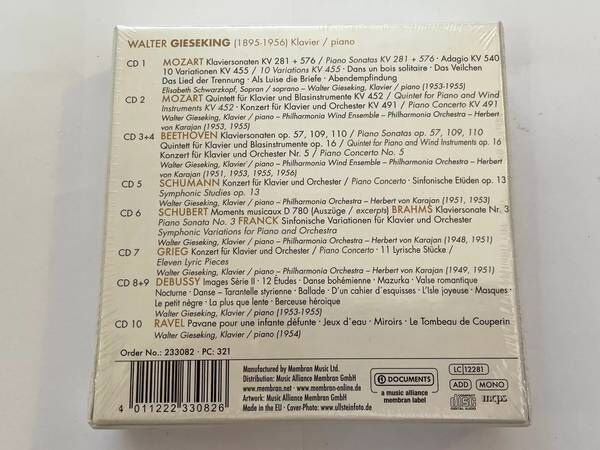 WALTER GIESEKING (1895-1956) Klavier / piano
CD 1 MOZART Klaviersonaten KV 281 + 576 / Piano Sonatas KV 281 + 576 · Adagio KV 540
10 Variationen KV 455 / 10 Variations KV 455 · Dans un bois solitaire · Das Veilchen
Das Lied der Trennung · Als Luise die Briefe · Abendempfindung
Elisabeth Schwarzkopf, Sopran / soprano – Walter Gieseking, Klavier / piano (1953-1955)
CD 2 MOZART Quintett für Klavier und Blasinstrumente KV 452 / Quintet for Piano and Wind
Instruments KV 452 · Konzert für Klavier und Orchester KV 491 / Piano Concerto KV 491
Walter Gieseking, Klavier / piano – Philharmonia Wind Ensemble – Philharmonia Orchestra – Herbert
von Karajan (1953, 1955)
CD 3+4 BEETHOVEN Klaviersonaten op. 57, 109, 110 / Piano Sonatas op. 57, 109, 110
Quintett für Klavier und Blasinstrumente op. 16 / Quintet for Piano and Wind Instruments op. 16
Konzert für Klavier und Orchester Nr. 5 / Piano Concerto No. 5
Walter Gieseking, Klavier / piano – Philharmonia Wind Ensemble – Philharmonia Orchestra – Herbert
von Karajan (1951, 1953, 1955, 1956)
CD 5 SCHUMANN Konzert für Klavier und Orchester / Piano Concerto · Sinfonische Etüden op. 13
Symphonic Studies op. 13
Walter Gieseking, Klavier / piano – Philharmonia Orchestra – Herbert von Karajan (1951, 1953)
CD 6 SCHUBERT Moments musicaux D 780 (Auszüge / excerpts) BRAHMS Klaviersonate Nr. 3
Piano Sonata No. 3 FRANCK Sinfonische Variationen für Klavier und Orchester
Symphonic Variations for Piano and Orchestra
Walter Gieseking, Klavier / piano – Philharmonia Orchestra – Herbert von Karajan (1948, 1951)
CD 7 GRIEG Konzert für Klavier und Orchester / Piano Concerto · 11 Lyrische Stücke /
Eleven Lyric Pieces
Walter Gieseking, Klavier / piano – Philharmonia Orchestra – Herbert von Karajan (1949, 1951)
CD 8+9 DEBUSSY Images Série II · 12 Études · Danse bohémienne · Mazurka · Valse romantique
Nocturne · Danse – Tarantelle styrienne · Ballade · D'un cahier d'esquisses · L'Isle joyeuse · Masques ·
Le petit nègre · La plus que lente · Berceuse héroïque
Walter Gieseking, Klavier / piano (1953-1955)
CD 10 RAVEL Pavane pour une infante défunte · Jeux d'eau · Miroirs · Le Tombeau de Couperin
Walter Gieseking, Klavier / piano (1954)
Order No.: 233082 · PC: 321
4 011222 330826
Manufactured by Membran Music Ltd.
Distribution: Music Alliance Membran GmbH
www.membran.net · www.membran-online.de
Artwork: Music Alliance Membran GmbH
Made in the EU · Cover-Photo: www.ullsteinfoto.de
DOCUMENTS
a music alliance
membran label
LC 12281
ADD MONO
COMPACT
disc
DIGITAL AUDIO
mcps